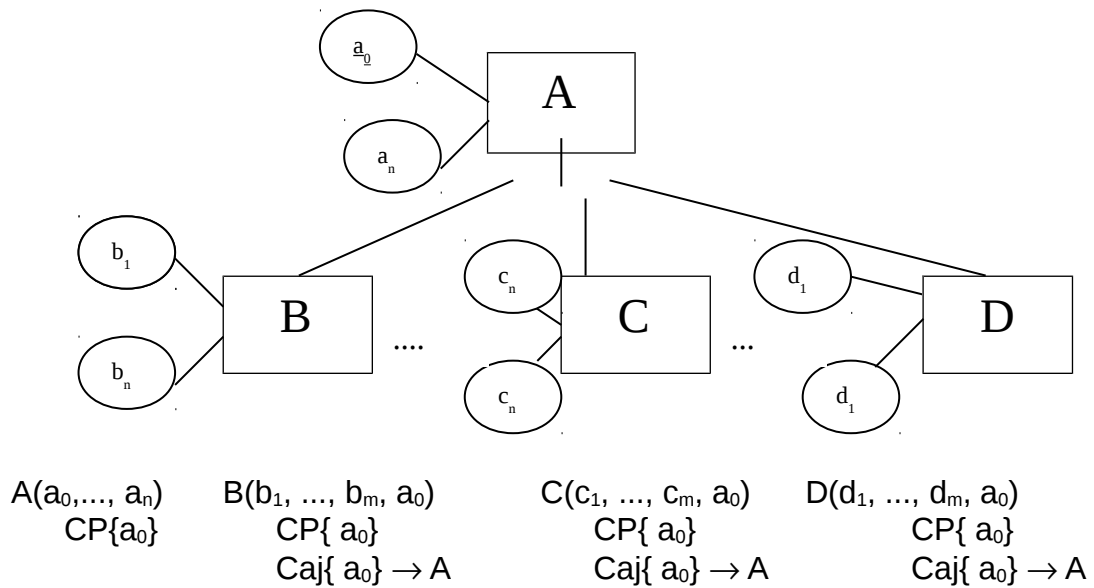 a₀
A
aₙ
b₁
cₙ
d₁
B
C
D
....
...
bₙ
cₙ
d₁
A(a₀,..., aₙ) B(b₁, ..., bₘ, a₀) C(c₁, ..., cₘ, a₀) D(d₁, ..., dₘ, a₀)
CP{a₀} CP{ a₀} CP{ a₀} CP{ a₀}
Caj{ a₀} → A Caj{ a₀} → A Caj{ a₀} → A